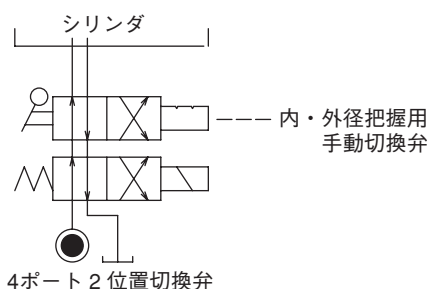 シリンダ
内・外径把握用
手動切換弁
4ポート2位置切換弁